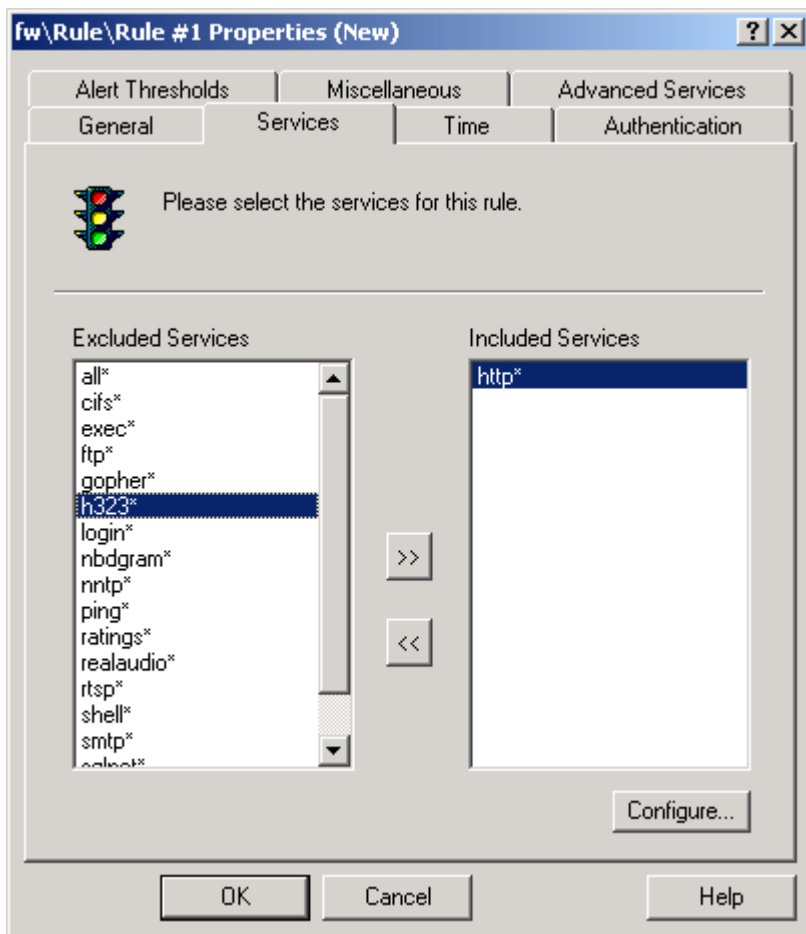 fw\Rule\Rule #1 Properties (New)
Alert Thresholds Miscellaneous Advanced Services
General Services Time Authentication
Please select the services for this rule.
Excluded Services
all*
cifs*
exec*
ftp*
gopher*
h323*
login*
nbdgram*
nntp*
ping*
ratings*
realaudio*
rtsp*
shell*
smtp*
>>
<<
Included Services
http*
Configure...
OK Cancel Help